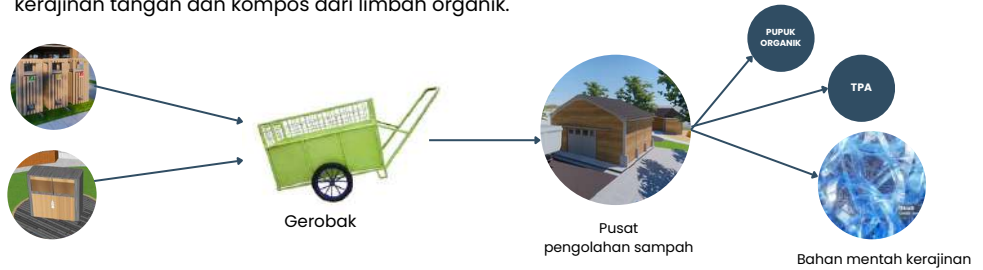 kerajinan tangan dan kompos dari limbah organik.
PUPUK
ORGANIK
TPA
Gerobak
Pusat
pengolahan sampah
Bahan mentah kerajinan